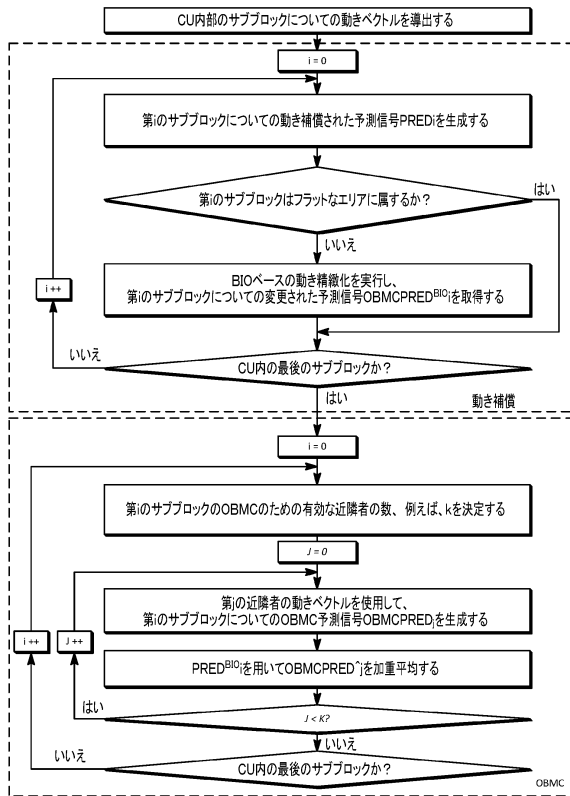 CU内部のサブブロックについての動きベクトルを導出する
i = 0
第iのサブブロックについての動き補償された予測信号PREDiを生成する
第iのサブブロックはフラットなエリアに属するか？
はい
いいえ
BIOベースの動き精緻化を実行し、
第iのサブブロックについての変更された予測信号OBMCPREDᴮᴵᴼiを取得する
i ++
いいえ
CU内の最後のサブブロックか？
はい
動き補償
i = 0
第iのサブブロックのOBMCのための有効な近隣者の数、例えば、kを決定する
J = 0
第jの近隣者の動きベクトルを使用して、
第iのサブブロックについてのOBMC予測信号OBMCPREDⱼを生成する
i ++
J ++
PREDᴮᴵᴼiを用いてOBMCPRED^jを加重平均する
はい
J < K?
いいえ
いいえ
CU内の最後のサブブロックか？
OBMC